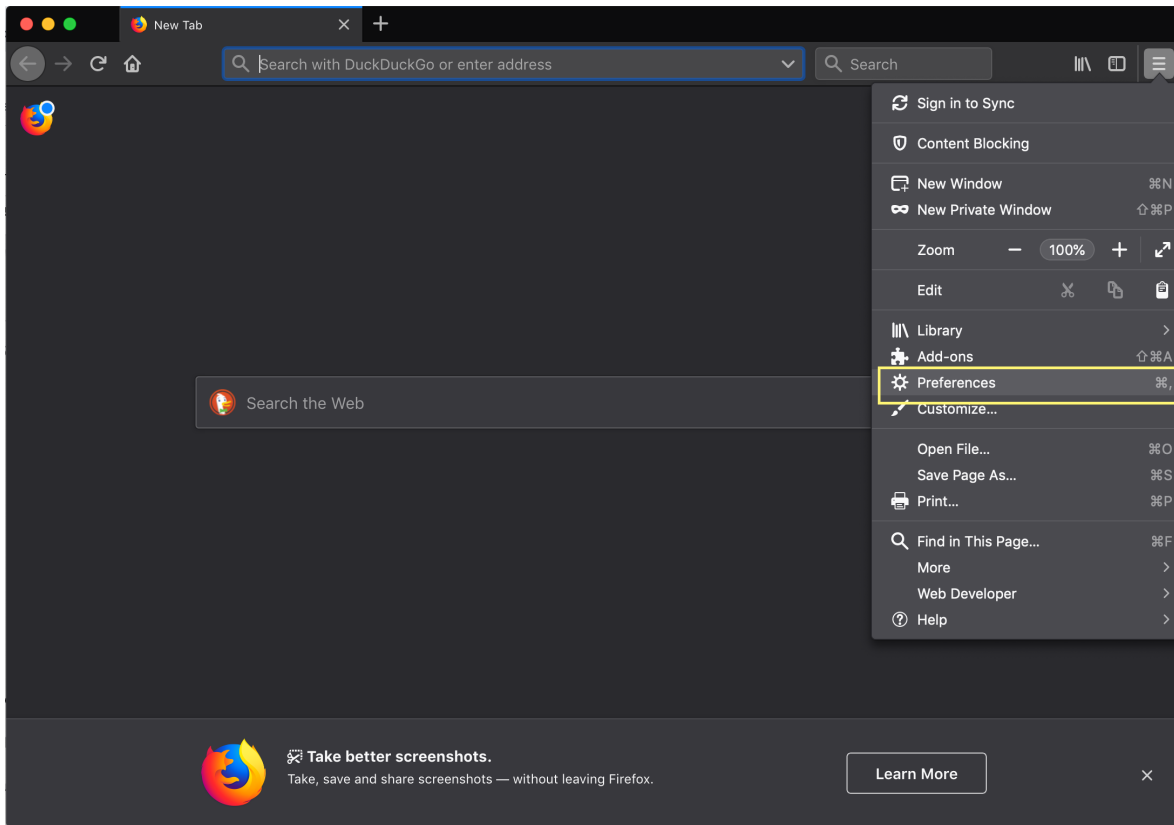 New Tab
Search with DuckDuckGo or enter address
Search
Sign in to Sync
Content Blocking
New Window ⌘N
New Private Window ⇧⌘P
Zoom − 100% +
Edit
Library
Add-ons ⇧⌘A
Preferences ⌘,
Customize...
Search the Web
Open File... ⌘O
Save Page As... ⌘S
Print... ⌘P
Find in This Page... ⌘F
More
Web Developer
Help
Take better screenshots.
Take, save and share screenshots — without leaving Firefox.
Learn More